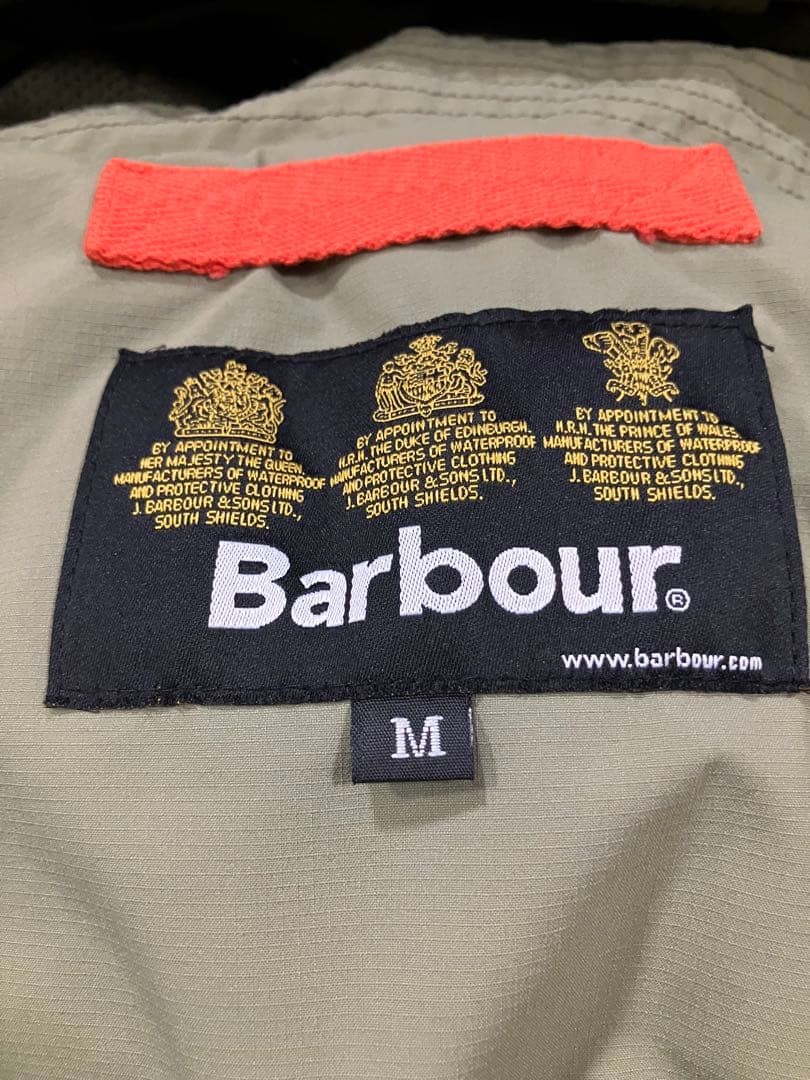 BY APPOINTMENT TO
HER MAJESTY THE QUEEN
MANUFACTURERS OF WATERPROOF
AND PROTECTIVE CLOTHING
J. BARBOUR & SONS LTD.,
SOUTH SHIELDS.
BY APPOINTMENT TO
H.R.H. THE DUKE OF EDINBURGH.
MANUFACTURERS OF WATERPROOF
AND PROTECTIVE CLOTHING
J. BARBOUR & SONS LTD.,
SOUTH SHIELDS.
BY APPOINTMENT TO
H.R.H. THE PRINCE OF WALES.
MANUFACTURERS OF WATERPROOF
AND PROTECTIVE CLOTHING
J. BARBOUR & SONS LTD.,
SOUTH SHIELDS.
Barbour®
www.barbour.com
M